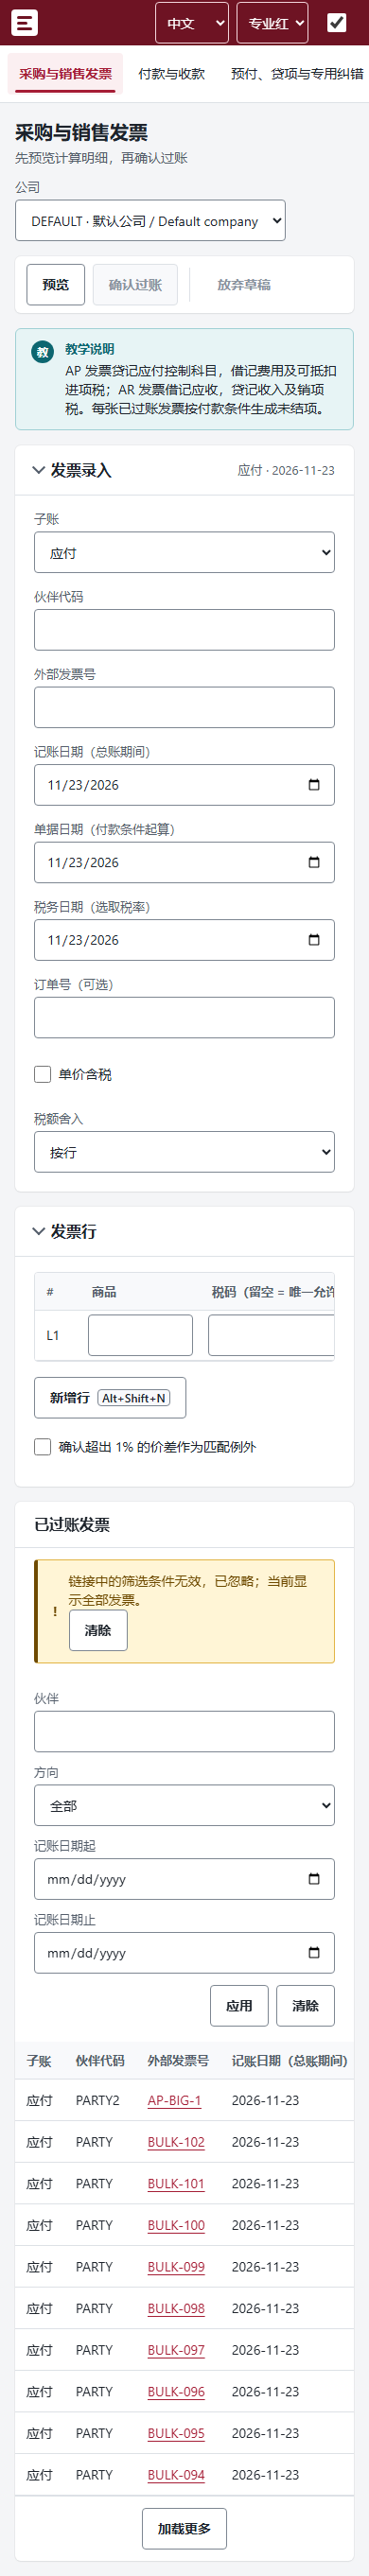 中文
专业红
采购与销售发票
付款与收款
预付、贷项与专用纠错
采购与销售发票
先预览计算明细，再确认过账
公司
DEFAULT · 默认公司 / Default company
预览
确认过账
放弃草稿
教
教学说明
AP 发票贷记应付控制科目，借记费用及可抵扣
进项税；AR 发票借记应收，贷记收入及销项
税。每张已过账发票按付款条件生成未结项。
发票录入
应付 · 2026-11-23
子账
应付
伙伴代码
外部发票号
记账日期（总账期间）
11/23/2026
单据日期（付款条件起算）
11/23/2026
税务日期（选取税率）
11/23/2026
订单号（可选）
单价含税
税额舍入
按行
发票行
# 商品 税码（留空 = 唯一允许
L1
新增行 Alt+Shift+N
确认超出 1% 的价差作为匹配例外
已过账发票
!
链接中的筛选条件无效，已忽略；当前显
示全部发票。
清除
伙伴
方向
全部
记账日期起
mm/dd/yyyy
记账日期止
mm/dd/yyyy
应用
清除
子账 伙伴代码 外部发票号 记账日期（总账期间）
应付 PARTY2 AP-BIG-1 2026-11-23
应付 PARTY BULK-102 2026-11-23
应付 PARTY BULK-101 2026-11-23
应付 PARTY BULK-100 2026-11-23
应付 PARTY BULK-099 2026-11-23
应付 PARTY BULK-098 2026-11-23
应付 PARTY BULK-097 2026-11-23
应付 PARTY BULK-096 2026-11-23
应付 PARTY BULK-095 2026-11-23
应付 PARTY BULK-094 2026-11-23
加载更多